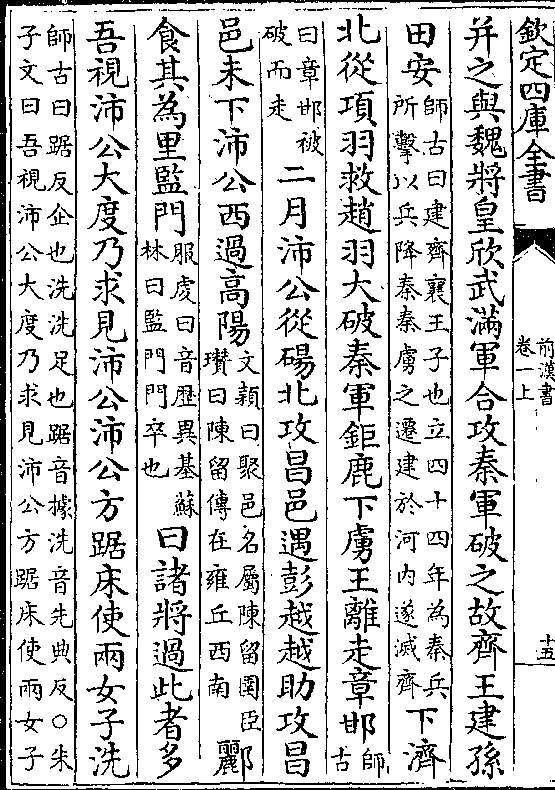 欽定四庫全書
前漢書
卷一上
十五
并之與魏將皇欣武滿軍合攻秦軍破之故齊王建孫
田安師古曰建齊襄王子也立四十四年為秦兵
所擊以兵降秦秦虜之遷建於河内遂滅齊下濟
北從項羽救趙羽大破秦軍鉅鹿下虜王離走章邯師
古
曰章邯被
破而走二月沛公從碭北攻昌邑遇彭越越助攻昌
邑未下沛公西過高陽文穎曰聚邑名屬陳留圉臣
瓚曰陳留傳在雍丘西南酈
食其為里監門服虔曰音歷異基蘇
林曰監門門卒也曰諸將過此者多
吾視沛公大度乃求見沛公沛公方踞床使兩女子洗
師古曰踞反企也洗洗足也踞音據洗音先典反○朱
子文曰吾視沛公大度乃求見沛公方踞床使兩女子